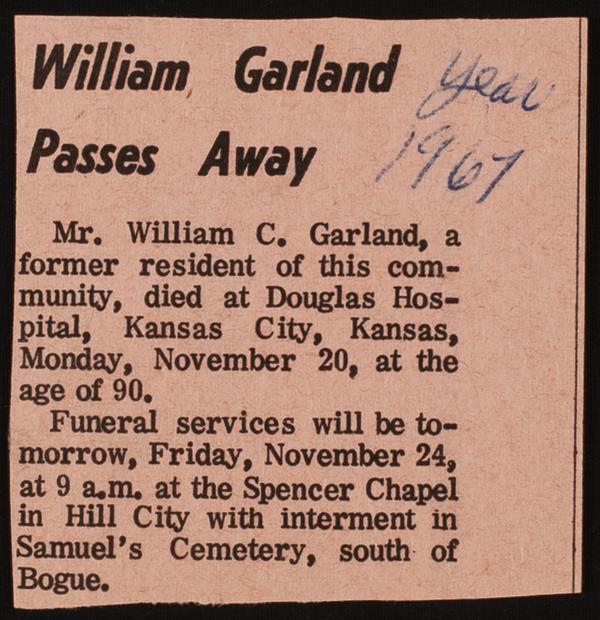 William Garland
year
Passes Away
1967
Mr. William C. Garland, a
former resident of this com-
munity, died at Douglas Hos-
pital, Kansas City, Kansas,
Monday, November 20, at the
age of 90.
Funeral services will be to-
morrow, Friday, November 24,
at 9 a.m. at the Spencer Chapel
in Hill City with interment in
Samuel's Cemetery, south of
Bogue.